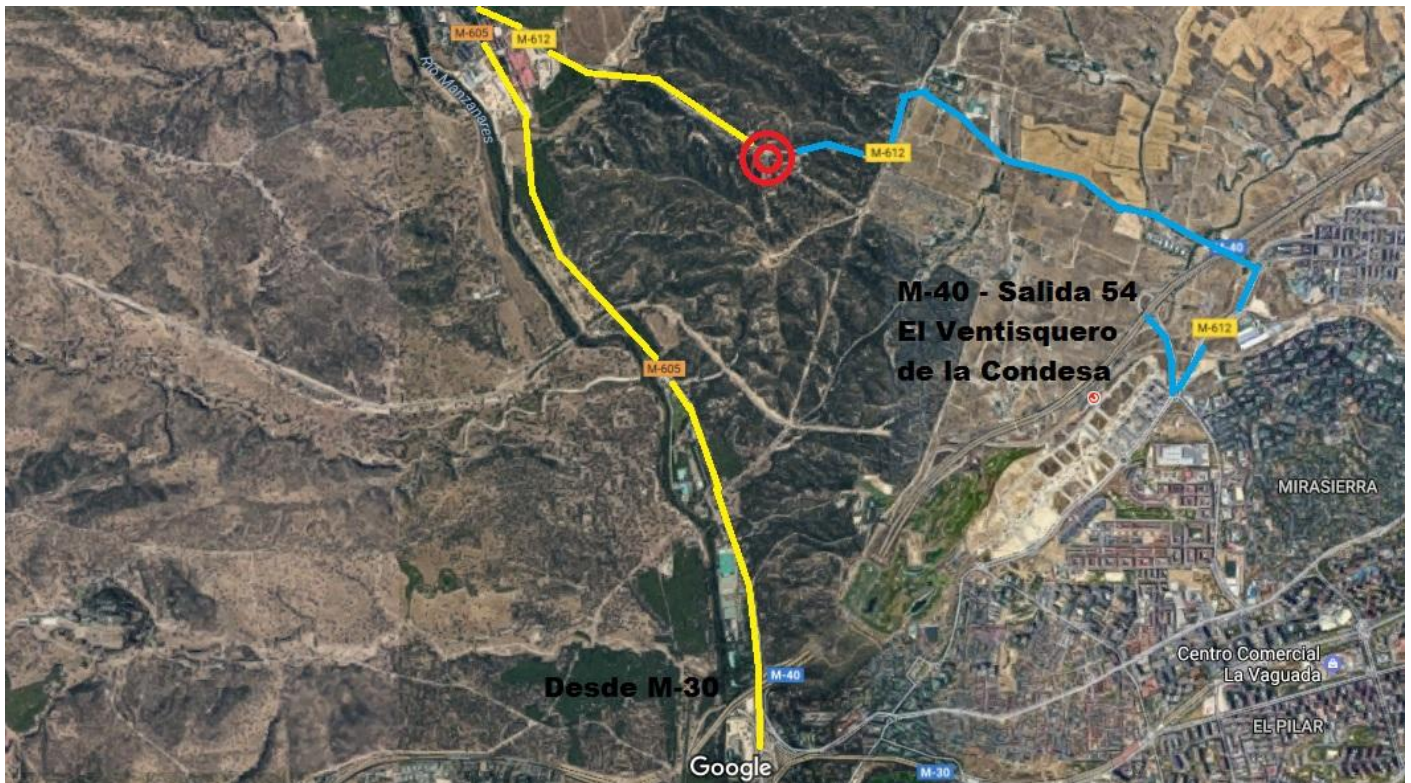 M-605
M-612
Río Manzanares
M-612
M-40
M-40 - Salida 54
El Ventisquero
de la Condesa
M-612
M-605
MIRASIERRA
Centro Comercial
La Vaguada
M-40
Desde M-30
EL PILAR
Google
M-30